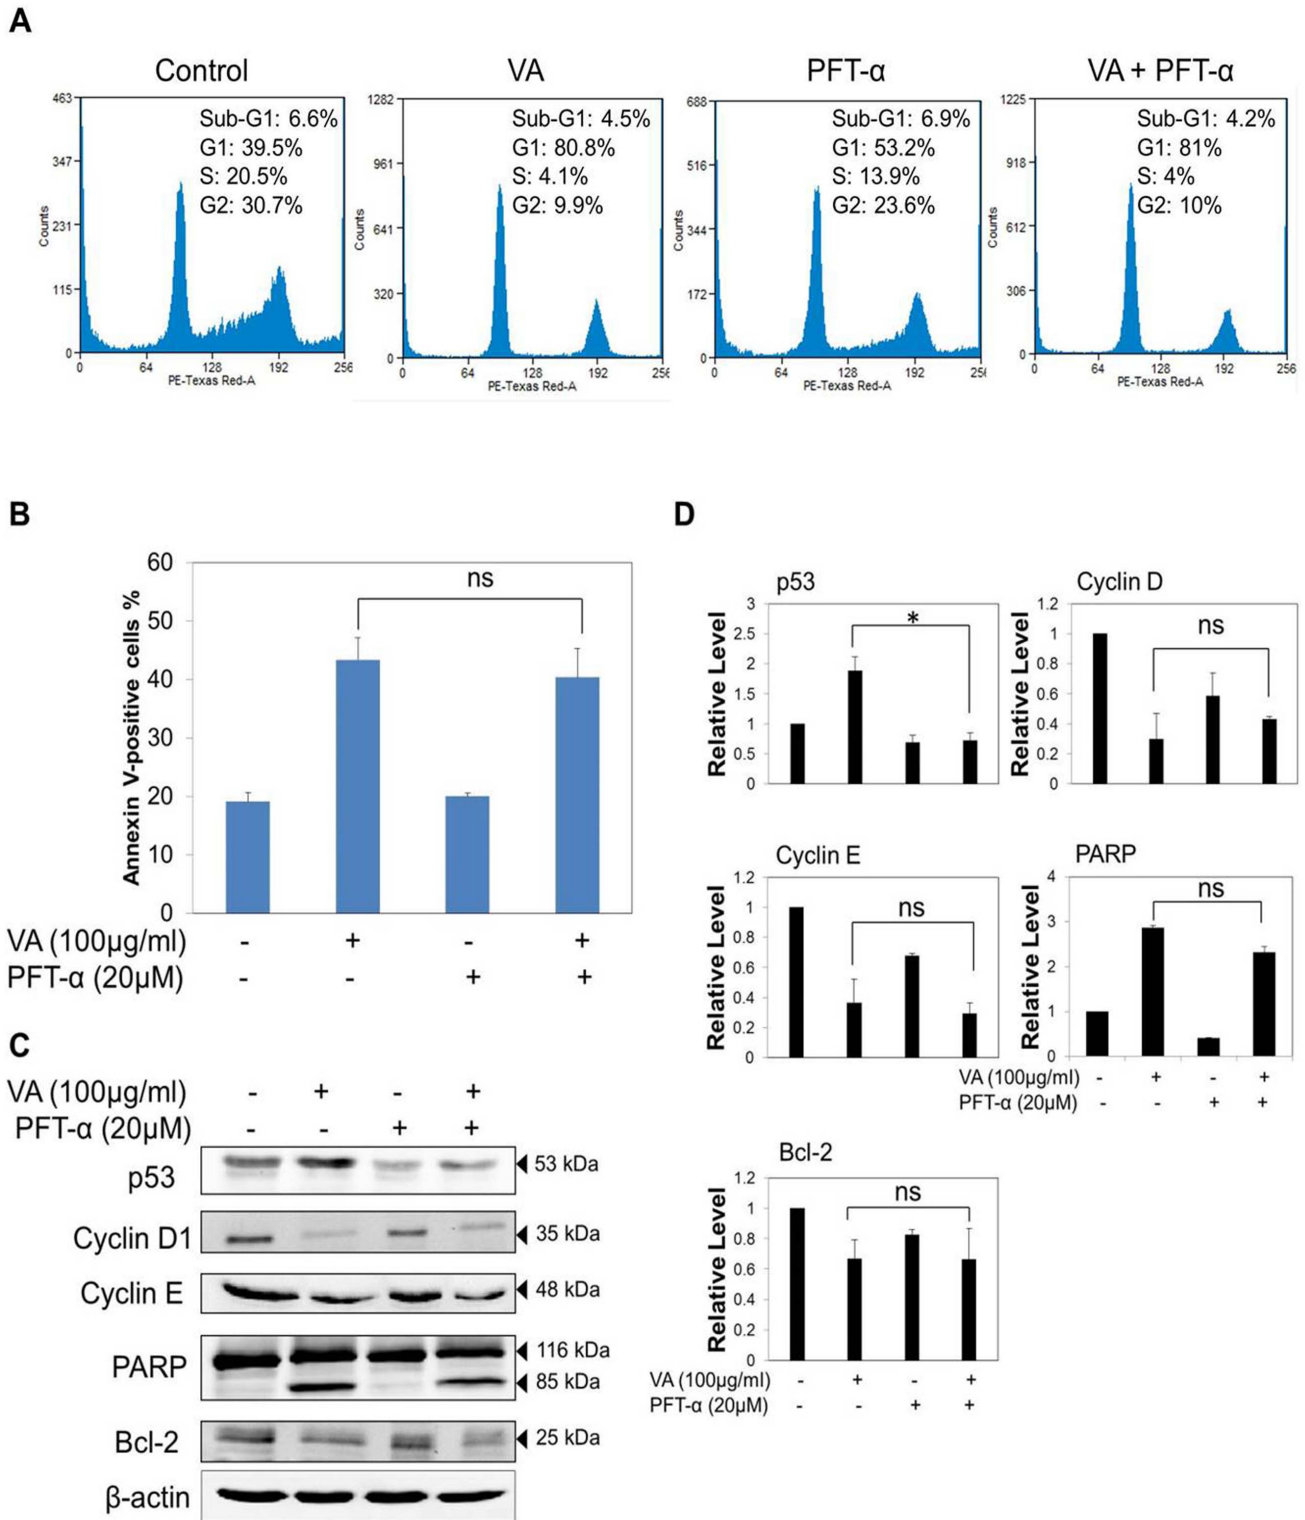 A
Control
VA
PFT-α
VA + PFT-α
Sub-G1: 6.6%
G1: 39.5%
S: 20.5%
G2: 30.7%
463
347
231
115
0
Counts
0 64 128 192 256
PE-Texas Red-A
Sub-G1: 4.5%
G1: 80.8%
S: 4.1%
G2: 9.9%
1282
961
641
320
0
Counts
0 64 128 192 256
PE-Texas Red-A
Sub-G1: 6.9%
G1: 53.2%
S: 13.9%
G2: 23.6%
688
516
344
172
0
Counts
0 64 128 192 256
PE-Texas Red-A
Sub-G1: 4.2%
G1: 81%
S: 4%
G2: 10%
1225
918
612
306
0
Counts
0 64 128 192 256
PE-Texas Red-A
B
Annexin V-positive cells %
60
50
40
30
20
10
0
ns
VA (100µg/ml) - + - +
PFT-α (20µM) - - + +
C
VA (100µg/ml) - + - +
PFT-α (20µM) - - + +
p53 53 kDa
Cyclin D1 35 kDa
Cyclin E 48 kDa
PARP 116 kDa
85 kDa
Bcl-2 25 kDa
β-actin
D
p53
Relative Level
3
2.5
2
1.5
1
0.5
0
*
Cyclin D
Relative Level
1.2
1
0.8
0.6
0.4
0.2
0
ns
Cyclin E
Relative Level
1.2
1
0.8
0.6
0.4
0.2
0
ns
PARP
Relative Level
4
3
2
1
0
ns
VA (100µg/ml) - + - +
PFT-α (20µM) - - + +
Bcl-2
Relative Level
1.2
1
0.8
0.6
0.4
0.2
0
ns
VA (100µg/ml) - + - +
PFT-α (20µM) - - + +